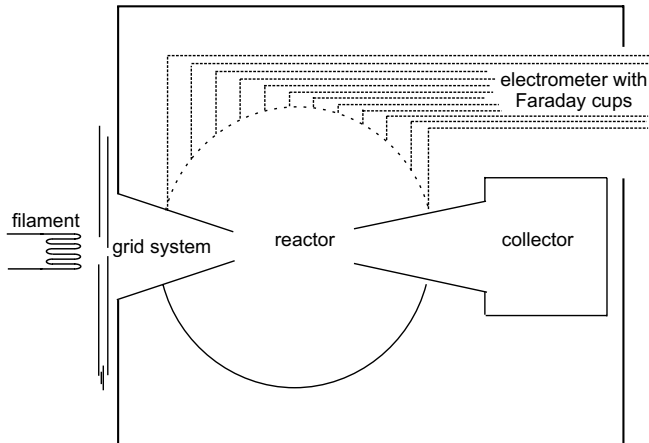 electrometer with
Faraday cups
filament
grid system
reactor
collector